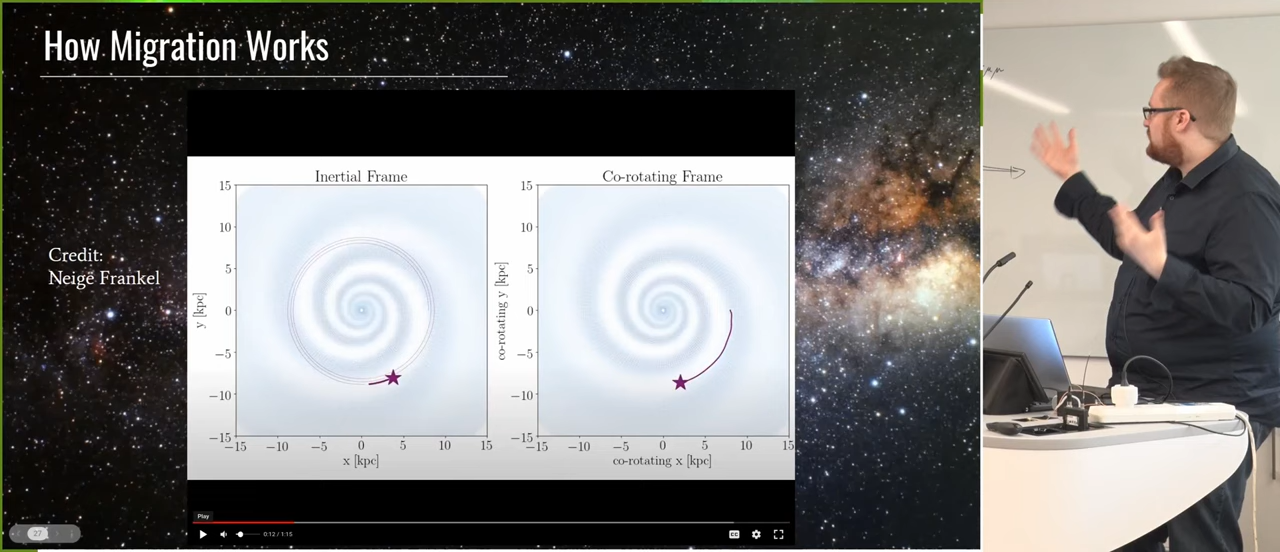 How Migration Works
Credit:
Neige Frankel
Inertial Frame
15
10
5
0
−5
−10
−15
y [kpc]
−15 −10 −5 0 5 10 15
x [kpc]
Co-rotating Frame
15
10
5
0
−5
−10
−15
co-rotating y [kpc]
−15 −10 −5 0 5 10 15
co-rotating x [kpc]
Play
0:12 / 1:15
CC
27